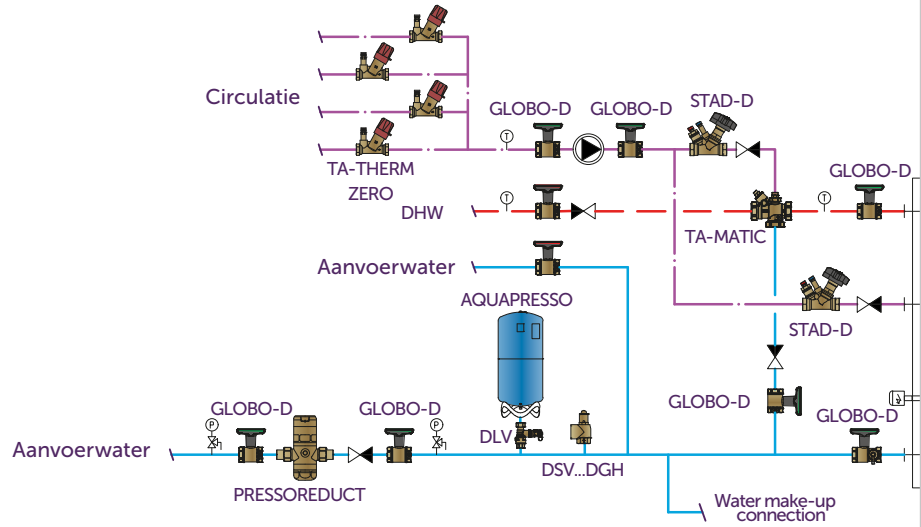 Circulatie
GLOBO-D
GLOBO-D
STAD-D
TA-THERM
ZERO
T
GLOBO-D
DHW
T
TA-MATIC
T
Aanvoerwater
AQUAPRESSO
STAD-D
GLOBO-D
GLOBO-D
GLOBO-D
GLOBO-D
P
P
DLV
Aanvoerwater
DSV...DGH
PRESSOREDUCT
Water make-up
connection